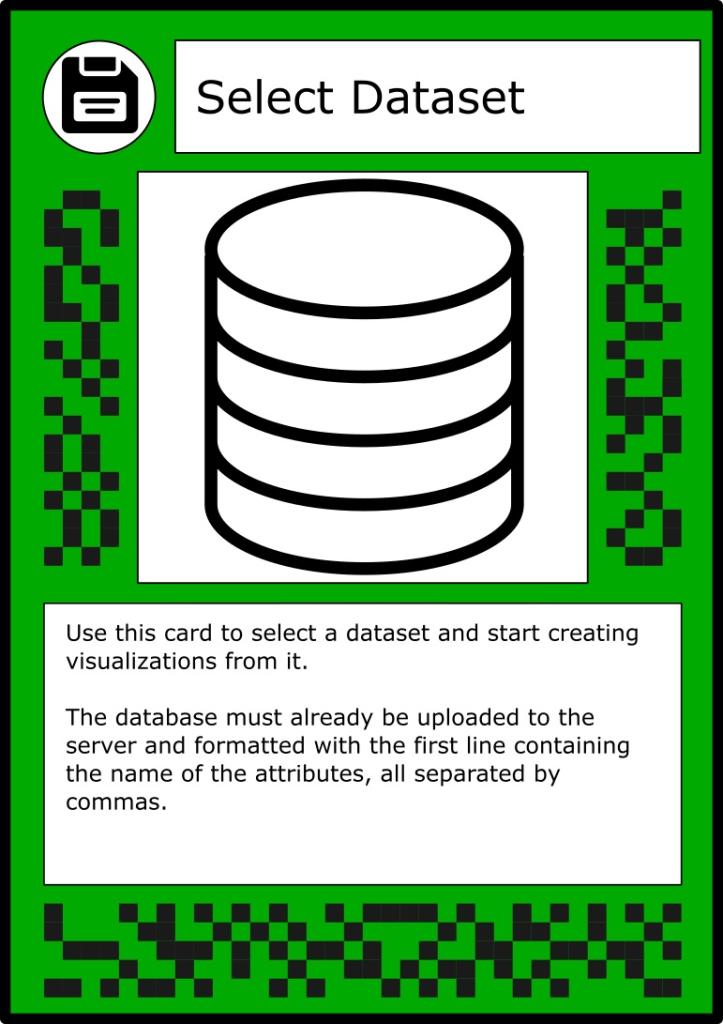 Select Dataset
Use this card to select a dataset and start creating
visualizations from it.
The database must already be uploaded to the
server and formatted with the first line containing
the name of the attributes, all separated by
commas.